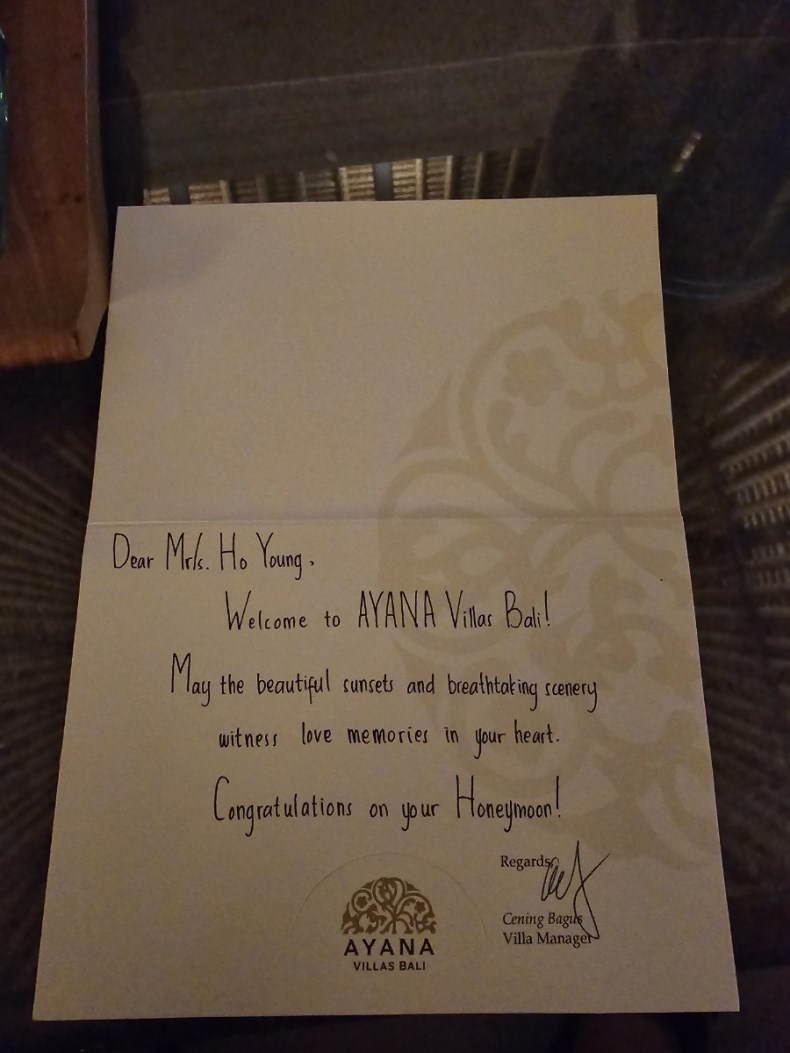 Dear Mr/s. Ho Young,
Welcome to AYANA Villas Bali!
May the beautiful sunsets and breathtaking scenery
witness love memories in your heart.
Congratulations on your Honeymoon!
Regards,
Cening Bagus
Villa Manager
AYANA
VILLAS BALI